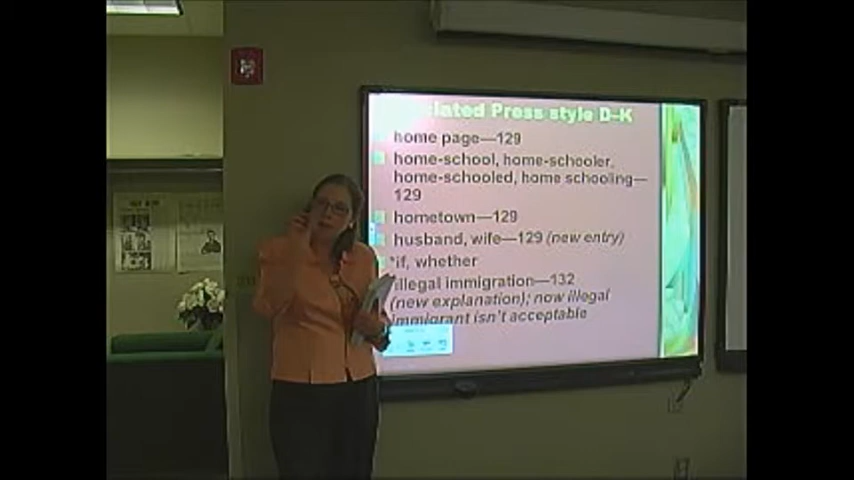 lated Press style D–K
home page—129
home-school, home-schooler,
home-schooled, home schooling—
129
hometown—129
husband, wife—129 (new entry)
*if, whether
illegal immigration—132
(new explanation); now illegal
immigrant isn't acceptable